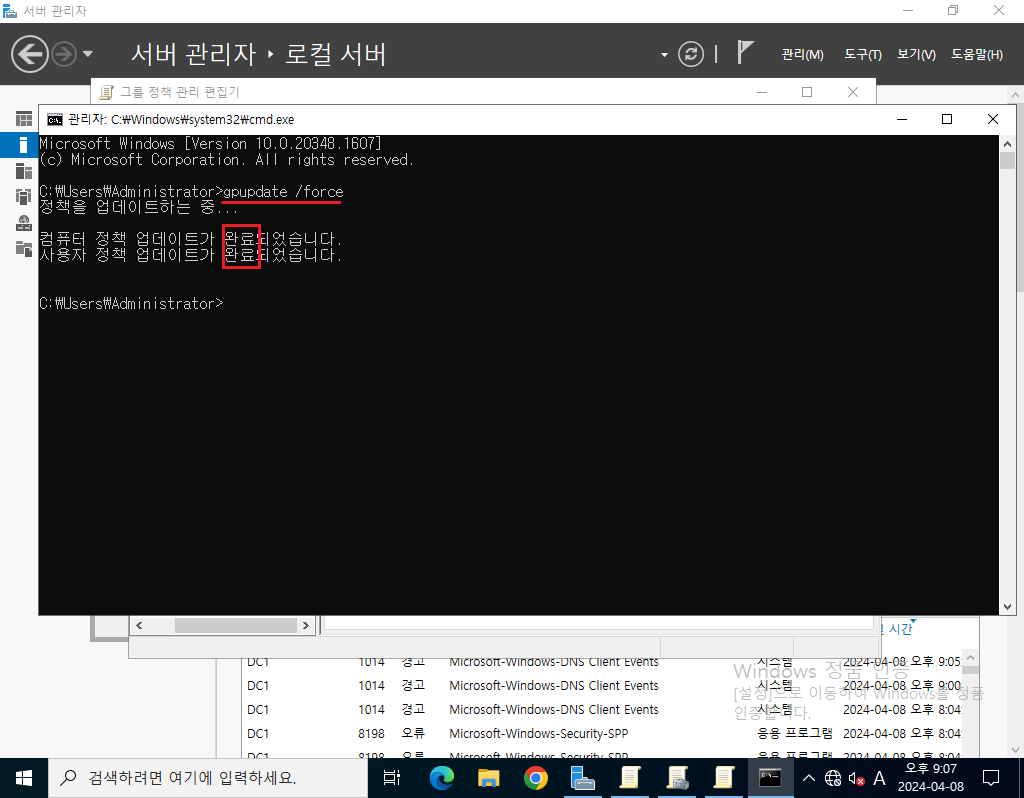 서버 관리자
서버 관리자 · 로컬 서버
관리(M) 도구(T) 보기(V) 도움말(H)
그룹 정책 관리 편집기
관리자: C:₩Windows₩system32₩cmd.exe
Microsoft Windows [Version 10.0.20348.1607]
(c) Microsoft Corporation. All rights reserved.
C:₩Users₩Administrator>gpupdate /force
정책을 업데이트하는 중...
컴퓨터 정책 업데이트가 완료되었습니다.
사용자 정책 업데이트가 완료되었습니다.
C:₩Users₩Administrator>
시간
DC1 1014 경고 Microsoft-Windows-DNS Client Events 시스템 2024-04-08 오후 9:05:
DC1 1014 경고 Microsoft-Windows-DNS Client Events 시스템 2024-04-08 오후 9:00:
DC1 1014 경고 Microsoft-Windows-DNS Client Events 시스템 2024-04-08 오후 8:04:
DC1 8198 오류 Microsoft-Windows-Security-SPP 응용 프로그램 2024-04-08 오후 8:04:
DC1 8198 오류 Microsoft-Windows-Security-SPP 응용 프로그램 2024-04-08 오후 8:04:
Windows 정품 인증
[설정]으로 이동하여 Windows를 정품
인증합니다.
검색하려면 여기에 입력하세요.
A
오후 9:07
2024-04-08